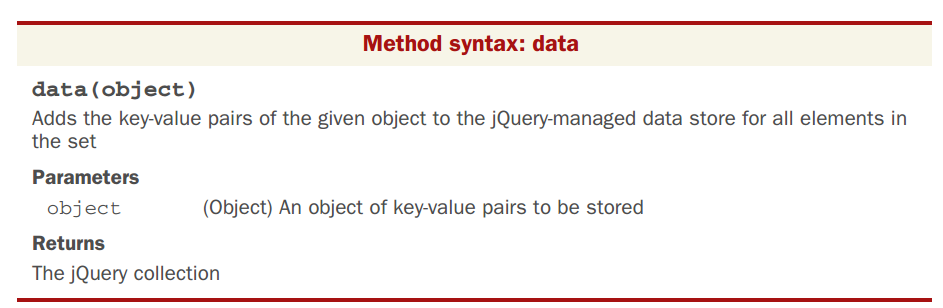 Method syntax: data
data(object)
Adds the key-value pairs of the given object to the jQuery-managed data store for all elements in
the set
Parameters
object (Object) An object of key-value pairs to be stored
Returns
The jQuery collection